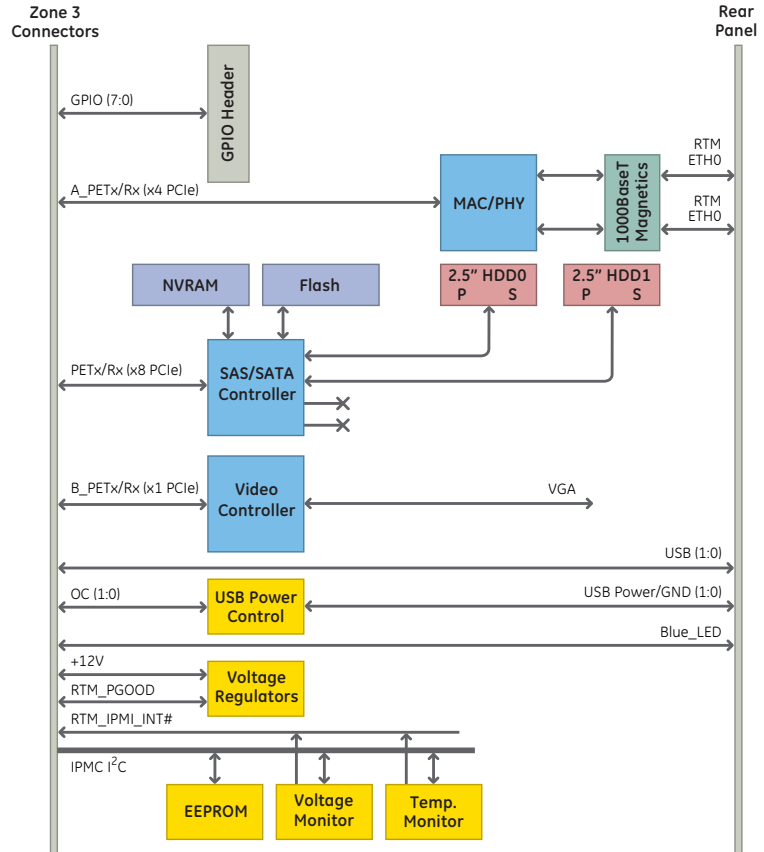 Zone 3
Connectors
Rear
Panel
GPIO (7:0)
GPIO Header
RTM
ETH0
A_PETx/Rx (x4 PCIe)
MAC/PHY
1000BaseT
Magnetics
RTM
ETH0
NVRAM
Flash
2.5” HDD0
P S
2.5” HDD1
P S
PETx/Rx (x8 PCIe)
SAS/SATA
Controller
B_PETx/Rx (x1 PCIe)
Video
Controller
VGA
USB (1:0)
OC (1:0)
USB Power
Control
USB Power/GND (1:0)
Blue_LED
+12V
Voltage
Regulators
RTM_PGOOD
RTM_IPMI_INT#
IPMC I²C
EEPROM
Voltage
Monitor
Temp.
Monitor